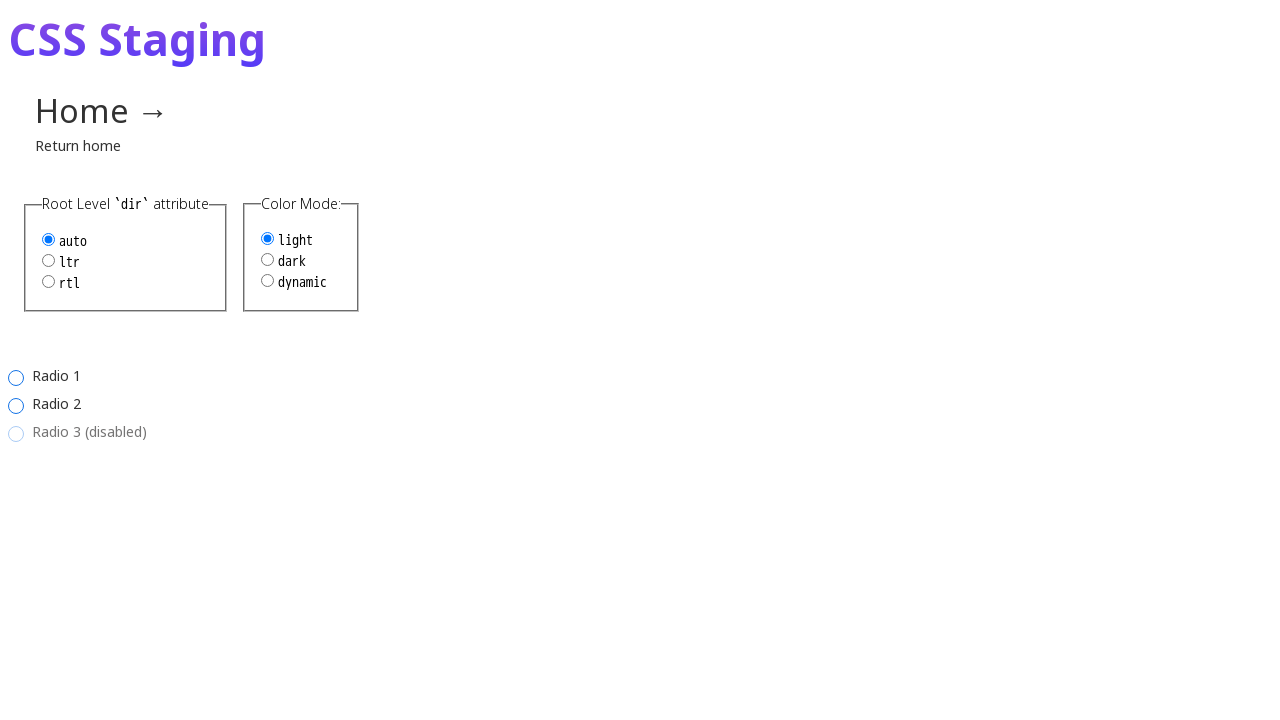 CSS Staging
Home →
Return home
Root Level `dir` attribute
auto
ltr
rtl
Color Mode:
light
dark
dynamic
Radio 1
Radio 2
Radio 3 (disabled)